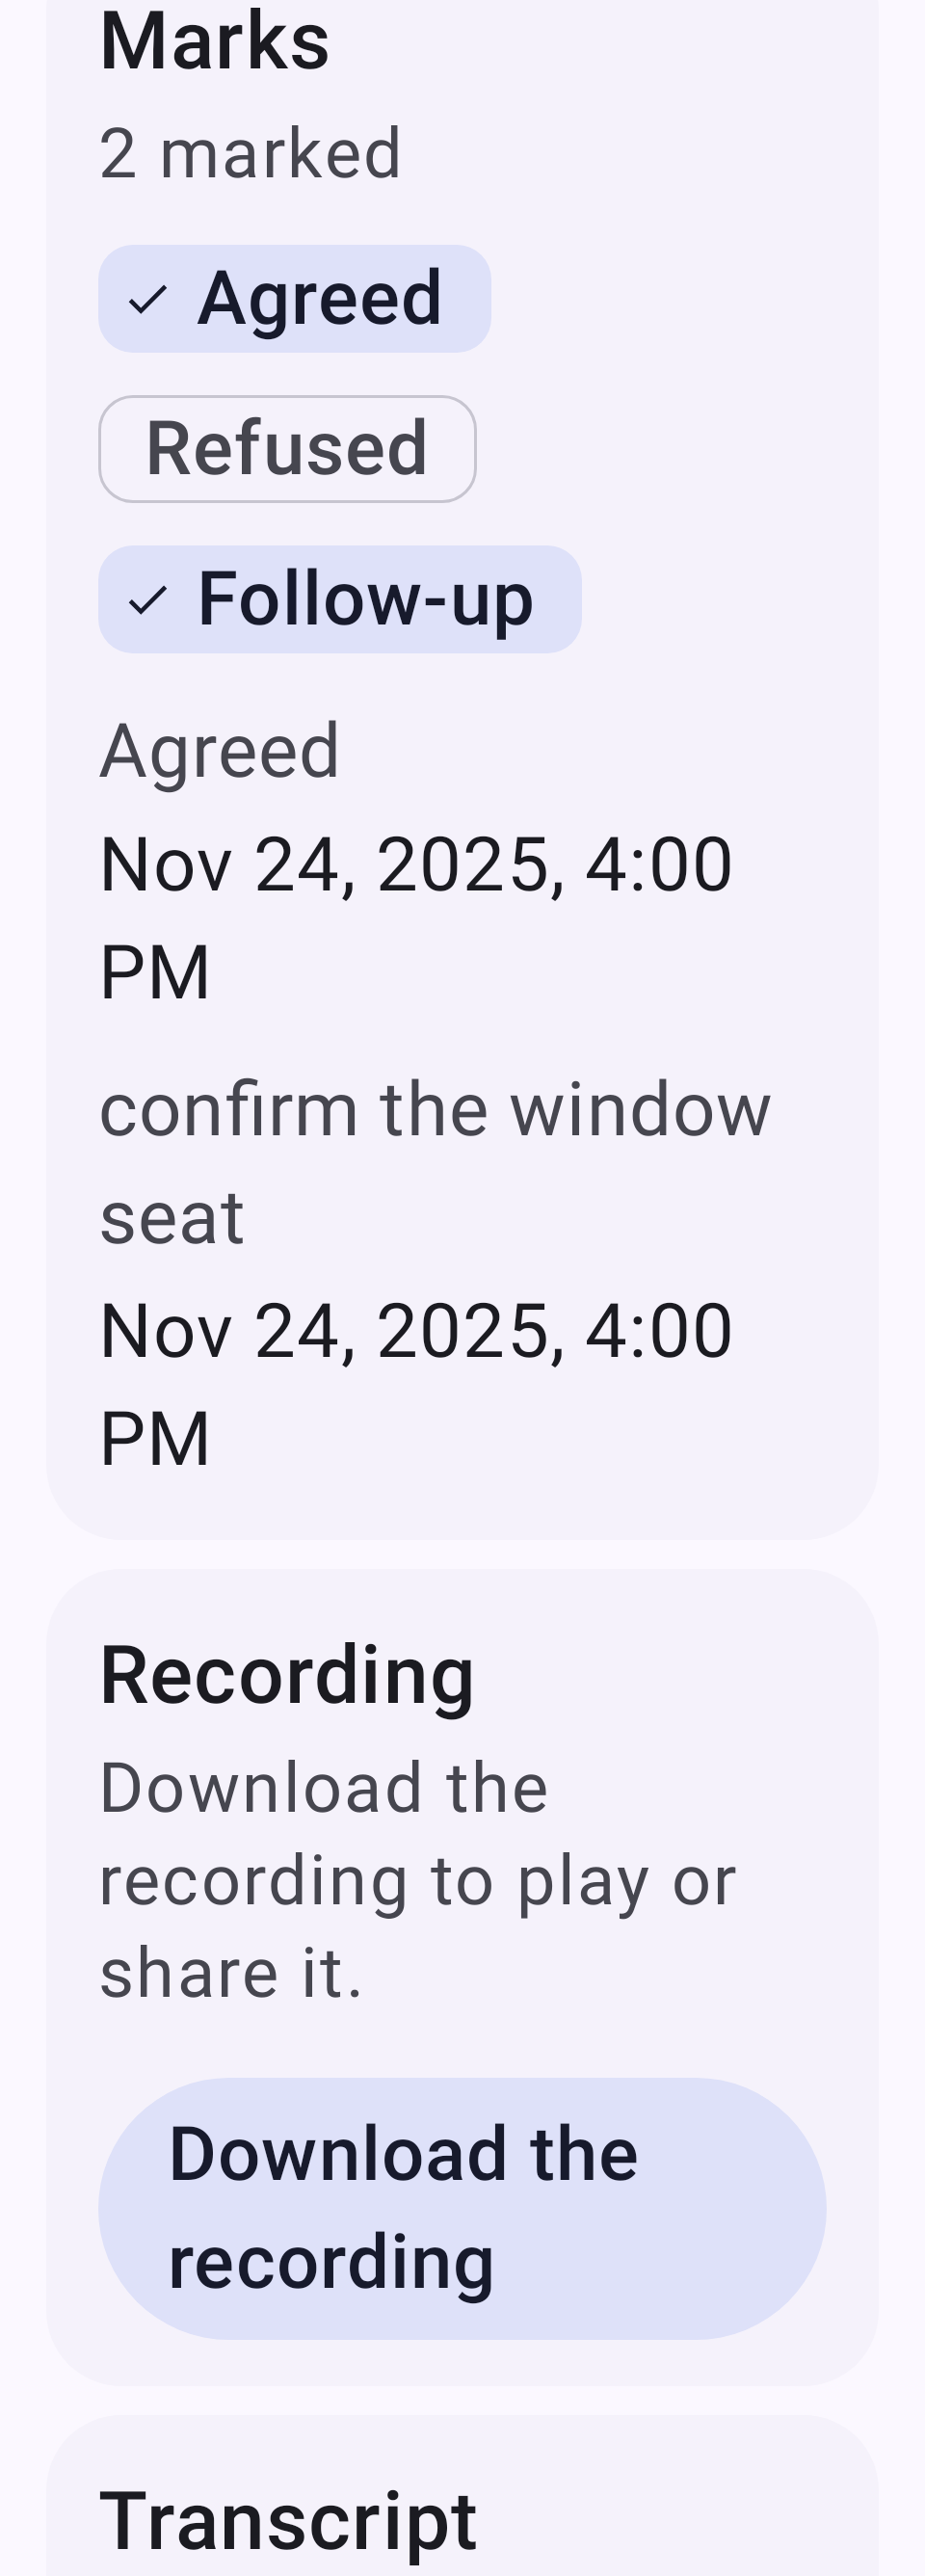 Marks
2 marked
Agreed
Refused
Follow-up
Agreed
Nov 24, 2025, 4:00
PM
confirm the window
seat
Nov 24, 2025, 4:00
PM
Recording
Download the
recording to play or
share it.
Download the
recording
Transcript